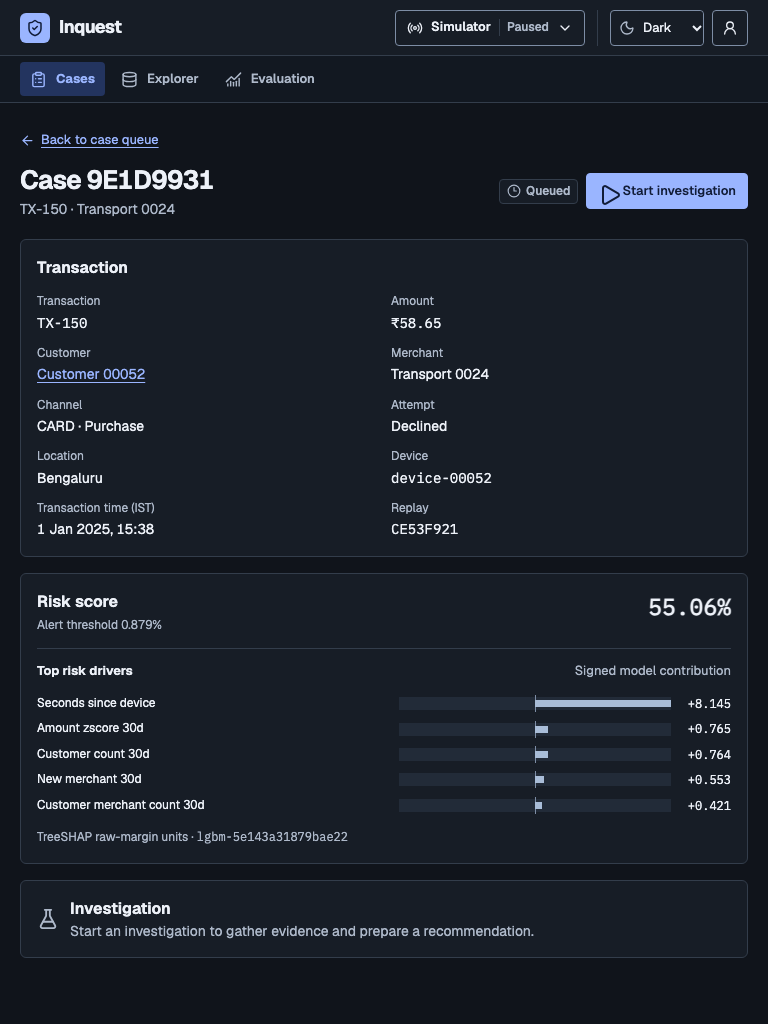 Inquest
Simulator Paused
Dark
Cases Explorer Evaluation
Back to case queue
Case 9E1D9931
TX-150 · Transport 0024
Queued
Start investigation
Transaction
Transaction Amount
TX-150 ₹58.65
Customer Merchant
Customer 00052 Transport 0024
Channel Attempt
CARD · Purchase Declined
Location Device
Bengaluru device-00052
Transaction time (IST) Replay
1 Jan 2025, 15:38 CE53F921
Risk score 55.06%
Alert threshold 0.879%
Top risk drivers Signed model contribution
Seconds since device +8.145
Amount zscore 30d +0.765
Customer count 30d +0.764
New merchant 30d +0.553
Customer merchant count 30d +0.421
TreeSHAP raw-margin units · lgbm-5e143a31879bae22
Investigation
Start an investigation to gather evidence and prepare a recommendation.